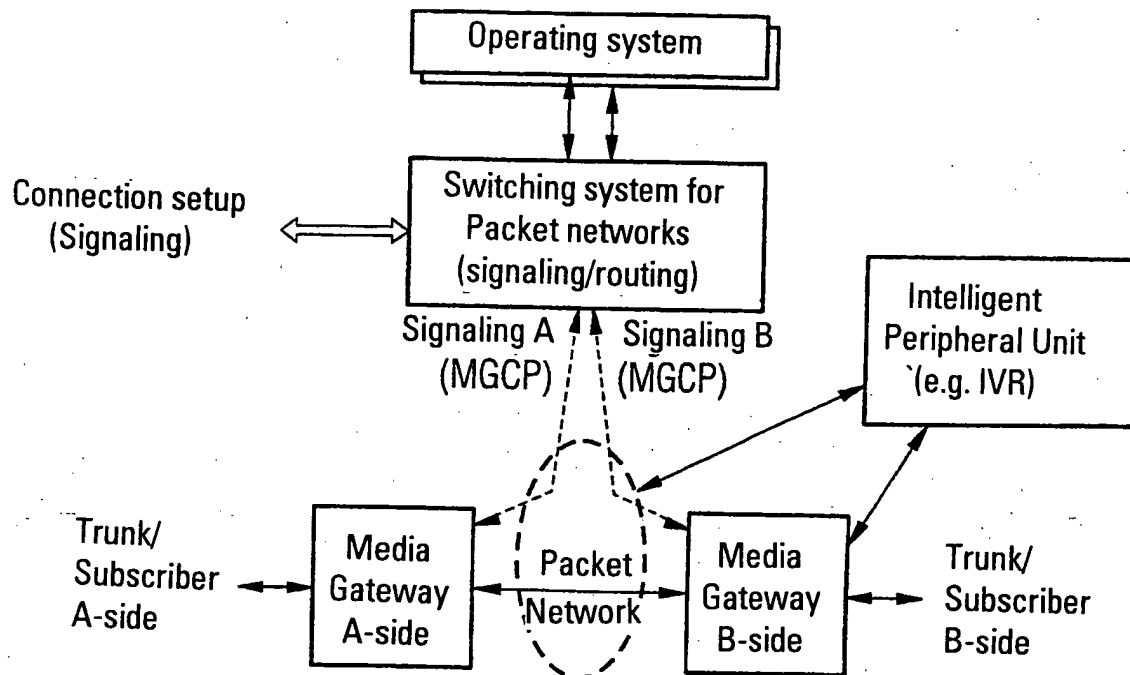 Operating system
Switching system for
Packet networks
(signaling/routing)
Connection setup
(Signaling)
Signaling A
(MGCP)
Signaling B
(MGCP)
Intelligent
Peripheral Unit
(e.g. IVR)
Trunk/
Subscriber
A-side
Media
Gateway
A-side
Packet
Network
Media
Gateway
B-side
Trunk/
Subscriber
B-side